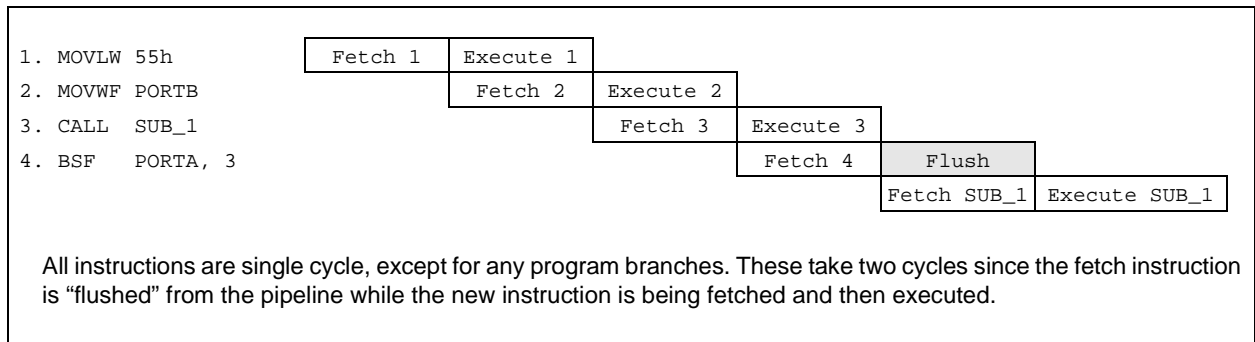 1. MOVLW 55h Fetch 1 Execute 1
2. MOVWF PORTB Fetch 2 Execute 2
3. CALL SUB_1 Fetch 3 Execute 3
4. BSF PORTA, 3 Fetch 4 Flush
Fetch SUB_1 Execute SUB_1
All instructions are single cycle, except for any program branches. These take two cycles since the fetch instruction
is “flushed” from the pipeline while the new instruction is being fetched and then executed.